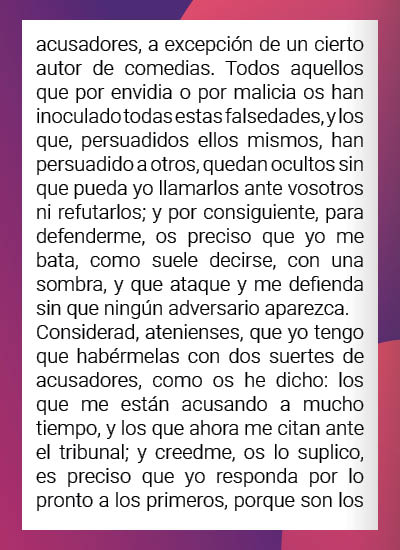 acusadores, a excepción de un cierto
autor de comedias. Todos aquellos
que por envidia o por malicia os han
inoculado todas estas falsedades, y los
que, persuadidos ellos mismos, han
persuadido a otros, quedan ocultos sin
que pueda yo llamarlos ante vosotros
ni refutarlos; y por consiguiente, para
defenderme, os preciso que yo me
bata, como suele decirse, con una
sombra, y que ataque y me defienda
sin que ningún adversario aparezca.
Considerad, atenienses, que yo tengo
que habérmelas con dos suertes de
acusadores, como os he dicho: los
que me están acusando a mucho
tiempo, y los que ahora me citan ante
el tribunal; y creedme, os lo suplico,
es preciso que yo responda por lo
pronto a los primeros, porque son los